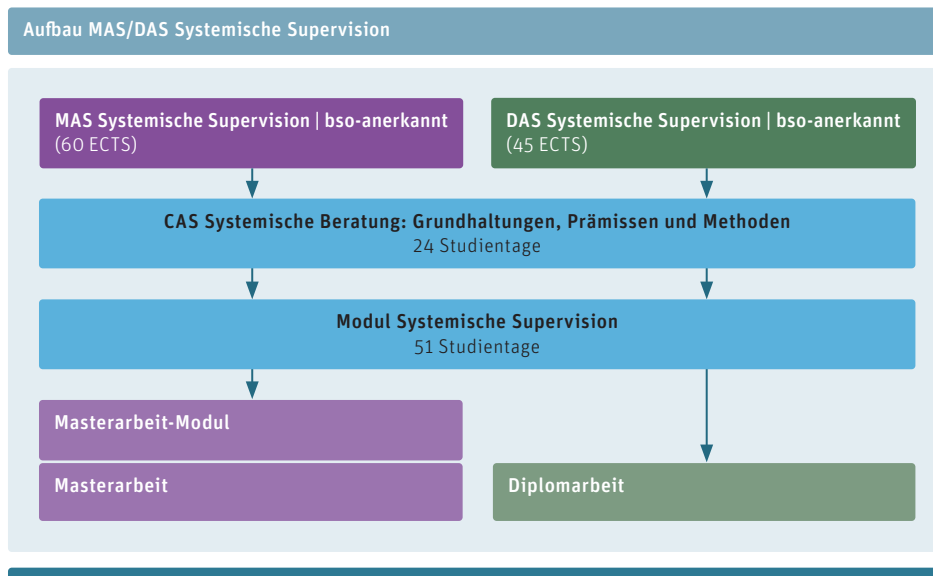 Aufbau MAS/DAS Systemische Supervision
MAS Systemische Supervision | bso-anerkannt
(60 ECTS)
DAS Systemische Supervision | bso-anerkannt
(45 ECTS)
CAS Systemische Beratung: Grundhaltungen, Prämissen und Methoden
24 Studientage
Modul Systemische Supervision
51 Studientage
Masterarbeit-Modul
Masterarbeit
Diplomarbeit